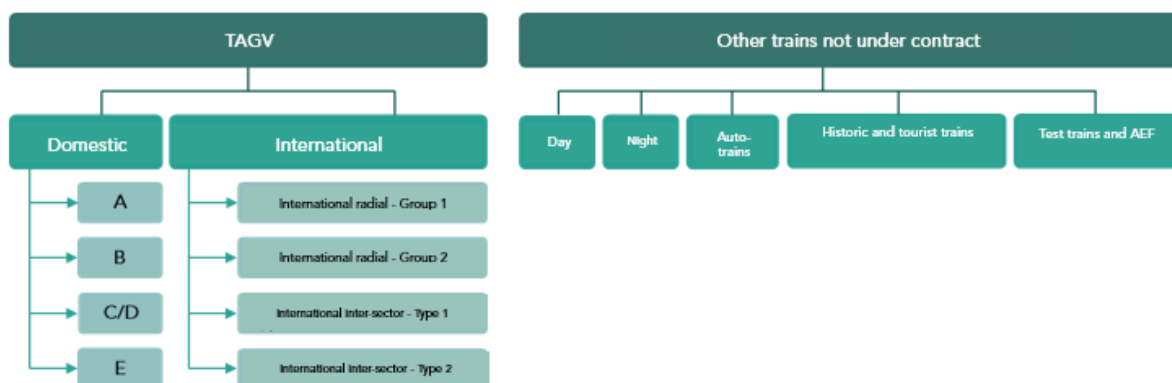 TAGV
Other trains not under contract
Domestic
International
Day
Night
Auto-
trains
Historic and tourist trains
Test trains and AEF
A
International radial - Group 1
B
International radial - Group 2
C/D
International inter-sector - Type 1
E
International inter-sector - Type 2